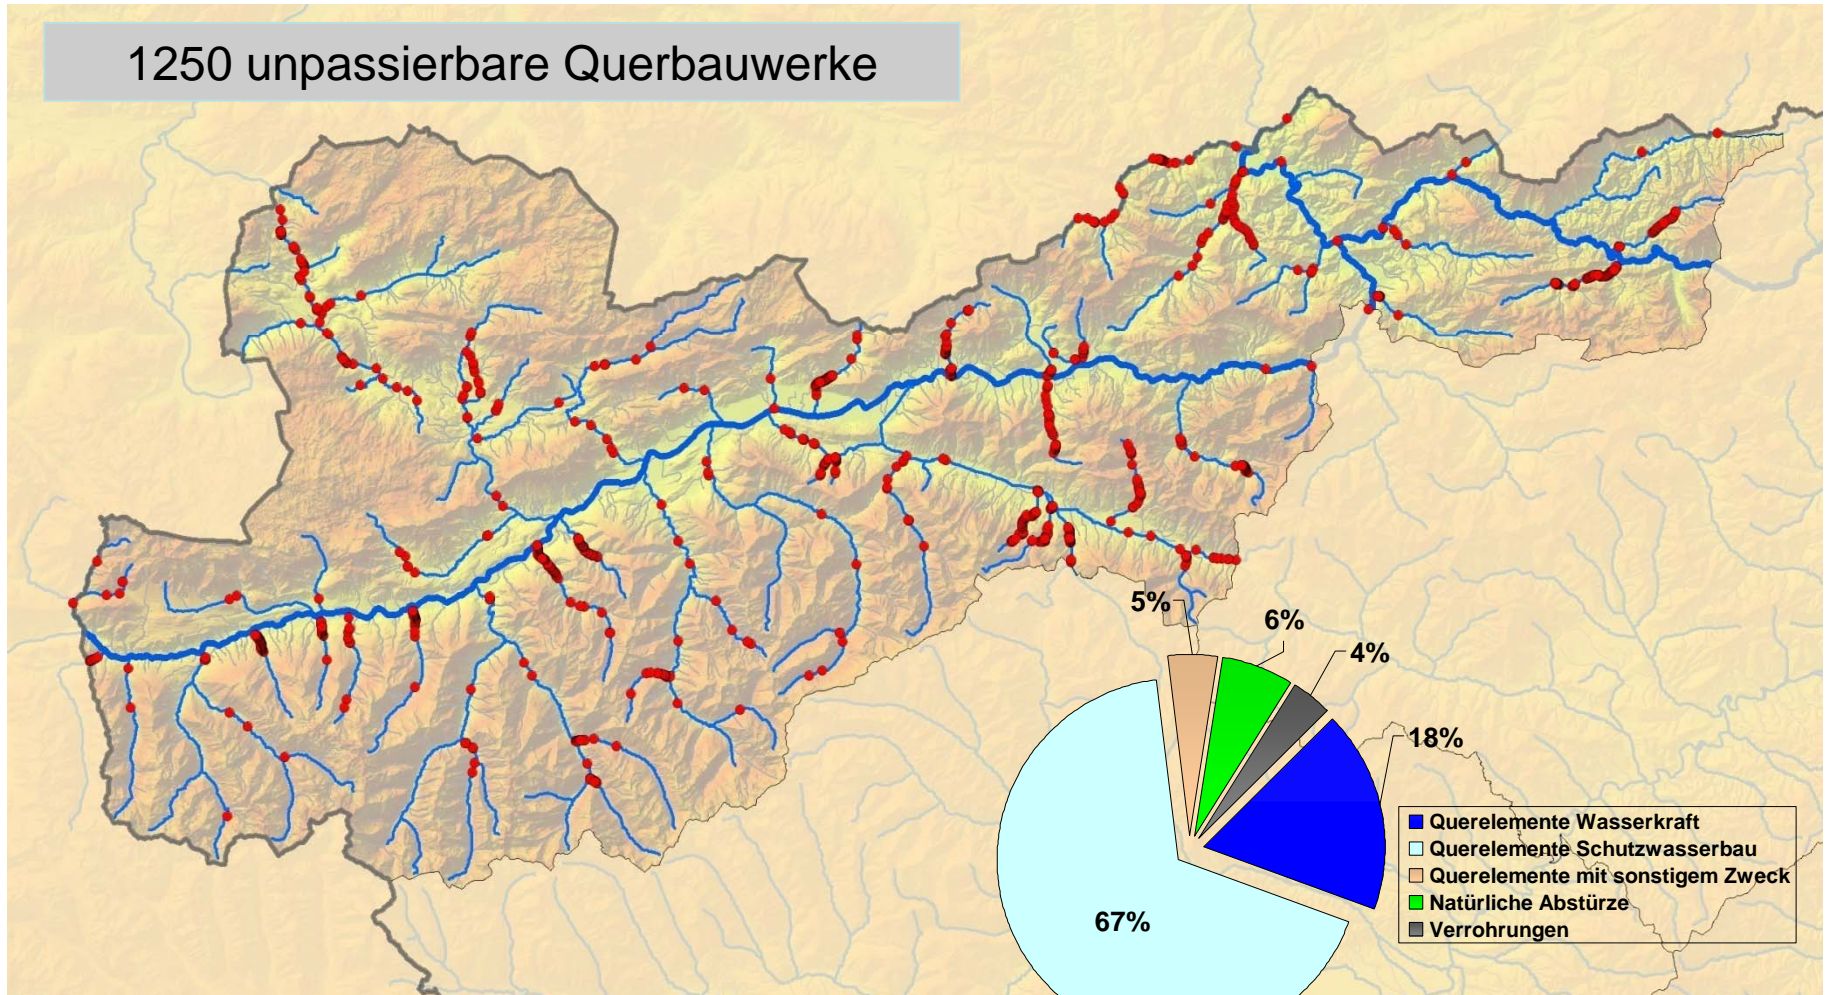 1250 unpassierbare Querbauwerke
5%
6%
4%
18%
67%
Querelemente Wasserkraft
Querelemente Schutzwasserbau
Querelemente mit sonstigem Zweck
Natürliche Abstürze
Verrohrungen